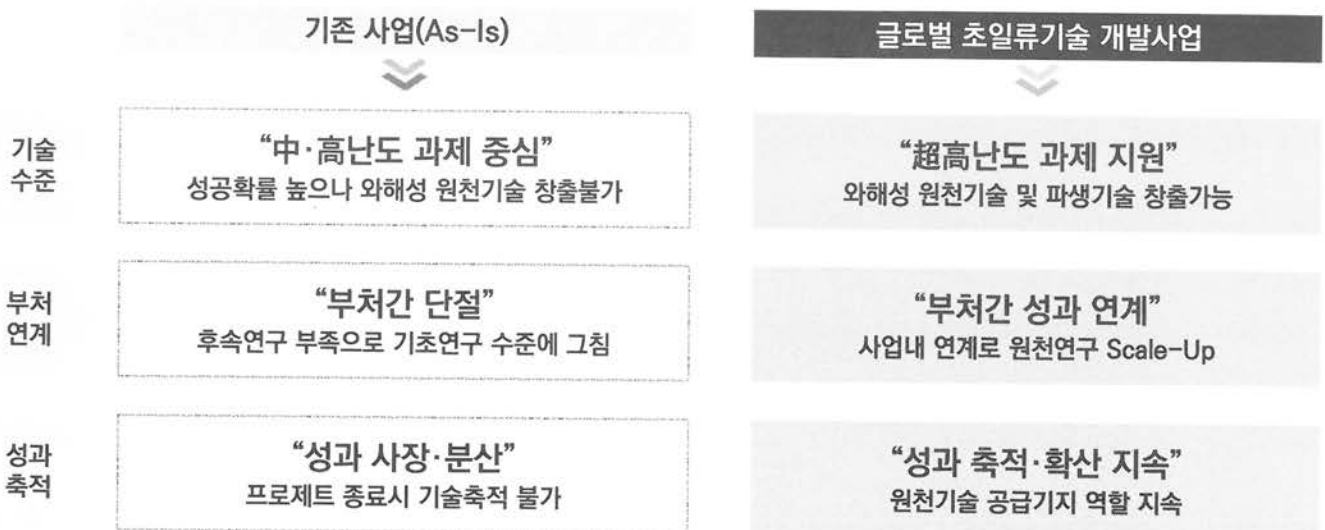 기존 사업(As-Is)
글로벌 초일류기술 개발사업
기술
수준
“中·高난도 과제 중심”
성공확률 높으나 와해성 원천기술 창출불가
“超高난도 과제 지원”
와해성 원천기술 및 파생기술 창출가능
부처
연계
“부처간 단절”
후속연구 부족으로 기초연구 수준에 그침
“부처간 성과 연계”
사업내 연계로 원천연구 Scale-Up
성과
축적
“성과 사장·분산”
프로제트 종료시 기술축적 불가
“성과 축적·확산 지속”
원천기술 공급기지 역할 지속